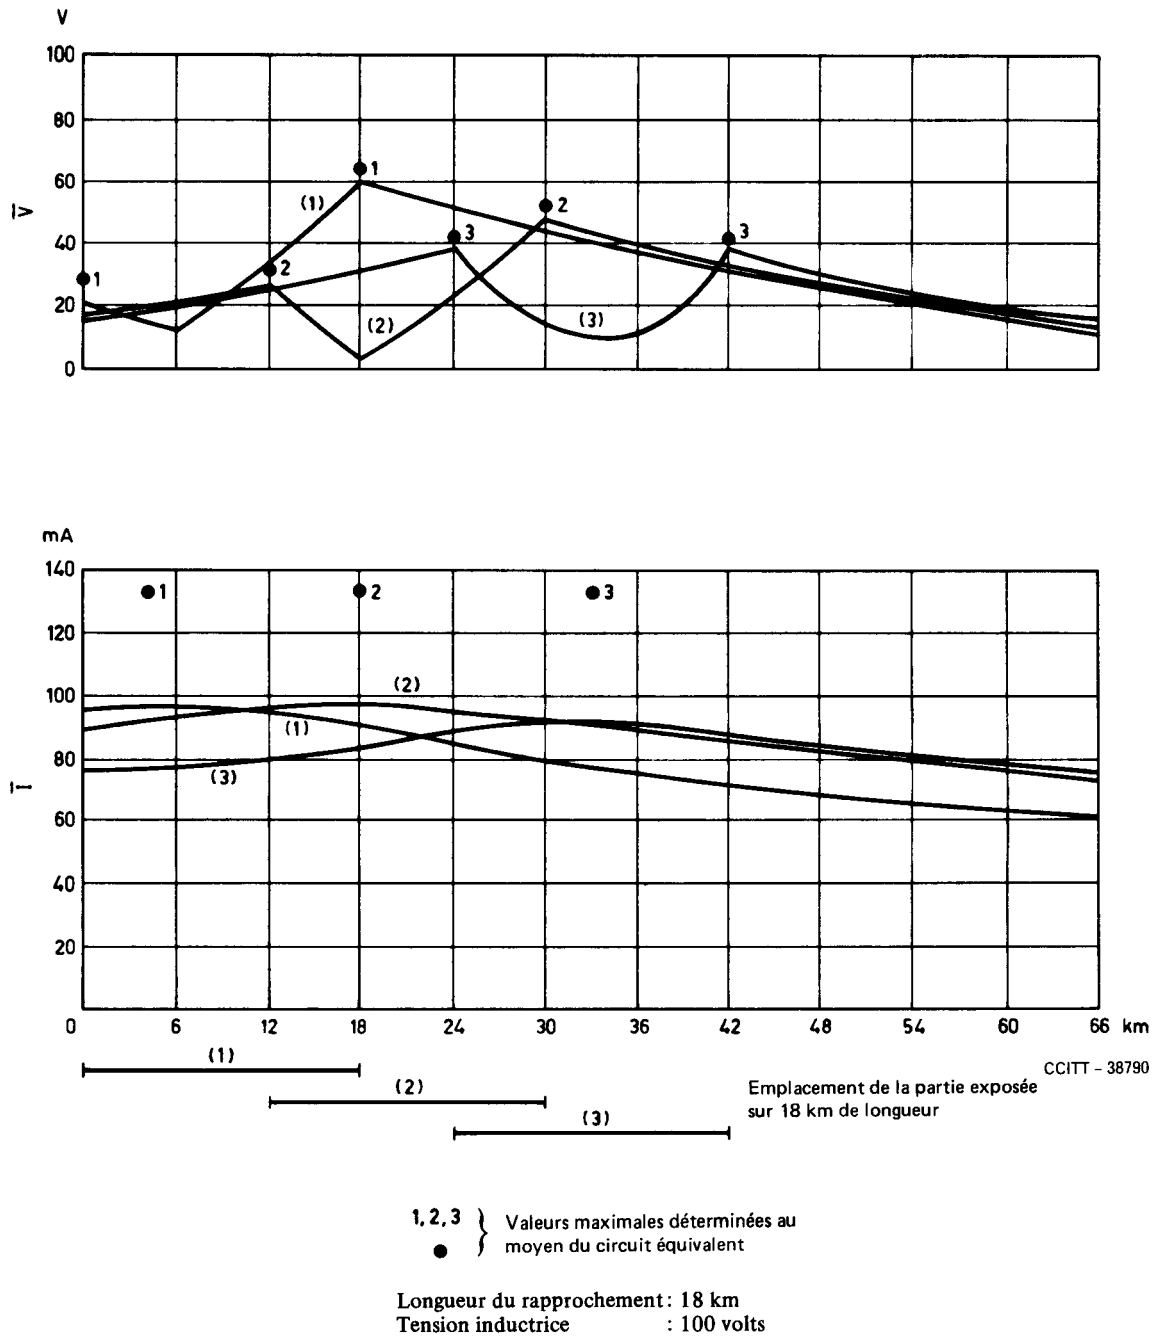 V
100
80
60
40
20
0
V̅
1
(1)
1
2
(2)
3
2
(3)
3
mA
140
120
100
80
60
40
20
I̅
1
2
3
(2)
(1)
(3)
0 6 12 18 24 30 36 42 48 54 60 66 km
(1)
(2)
(3)
CCITT – 38790
Emplacement de la partie exposée
sur 18 km de longueur
1, 2, 3 } Valeurs maximales déterminées au
● moyen du circuit équivalent
Longueur du rapprochement : 18 km
Tension inductrice : 100 volts